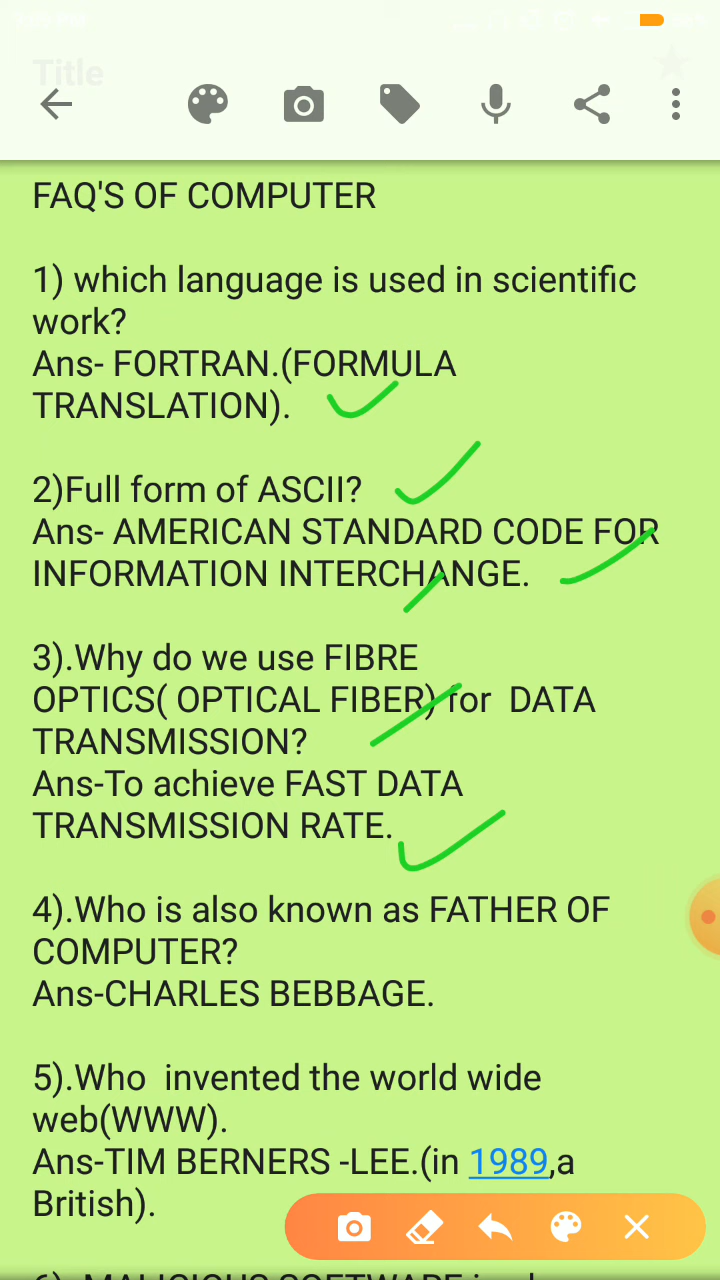 Title
FAQ'S OF COMPUTER
1) which language is used in scientific
work?
Ans- FORTRAN.(FORMULA
TRANSLATION).
2)Full form of ASCII?
Ans- AMERICAN STANDARD CODE FOR
INFORMATION INTERCHANGE.
3).Why do we use FIBRE
OPTICS( OPTICAL FIBER) for  DATA
TRANSMISSION?
Ans-To achieve FAST DATA
TRANSMISSION RATE.
4).Who is also known as FATHER OF
COMPUTER?
Ans-CHARLES BEBBAGE.
5).Who  invented the world wide
web(WWW).
Ans-TIM BERNERS -LEE.(in 1989,a
British).